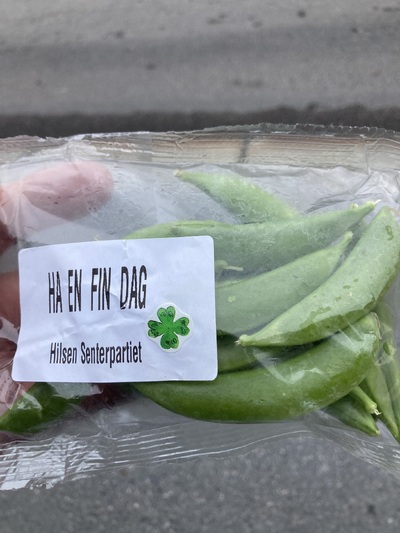 HA EN FIN DAG
Hilsen Senterpartiet